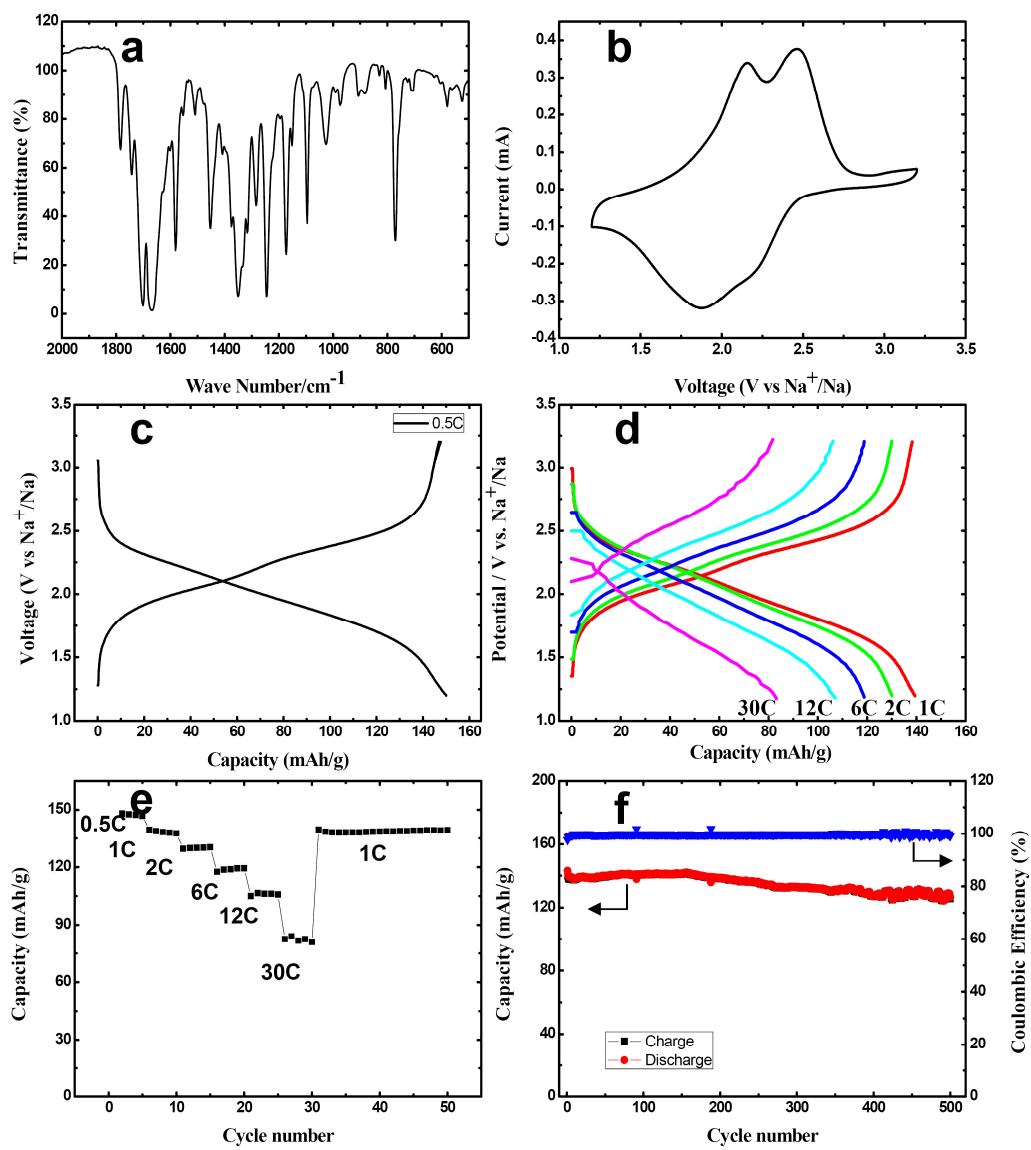 a
120
100
80
60
40
20
0
2000 1800 1600 1400 1200 1000 800 600
Transmittance (%)
Wave Number/cm⁻¹
b
0.4
0.3
0.2
0.1
0.0
-0.1
-0.2
-0.3
-0.4
1.0 1.5 2.0 2.5 3.0 3.5
Current (mA)
Voltage (V vs Na⁺/Na)
c
0.5C
3.5
3.0
2.5
2.0
1.5
1.0
0 20 40 60 80 100 120 140 160
Voltage (V vs Na⁺/Na)
Capacity (mAh/g)
d
3.5
3.0
2.5
2.0
1.5
1.0
30C 12C 6C 2C 1C
0 20 40 60 80 100 120 140 160
Potential / V vs. Na⁺/Na
Capacity (mAh/g)
e
150
120
90
60
30
0
0.5C
1C
2C
6C
12C
30C
1C
0 10 20 30 40 50
Capacity (mAh/g)
Cycle number
f
200
160
120
80
40
0
120
100
80
60
40
20
0
Charge
Discharge
0 100 200 300 400 500
Capacity (mAh/g)
Coulombic Efficiency (%)
Cycle number